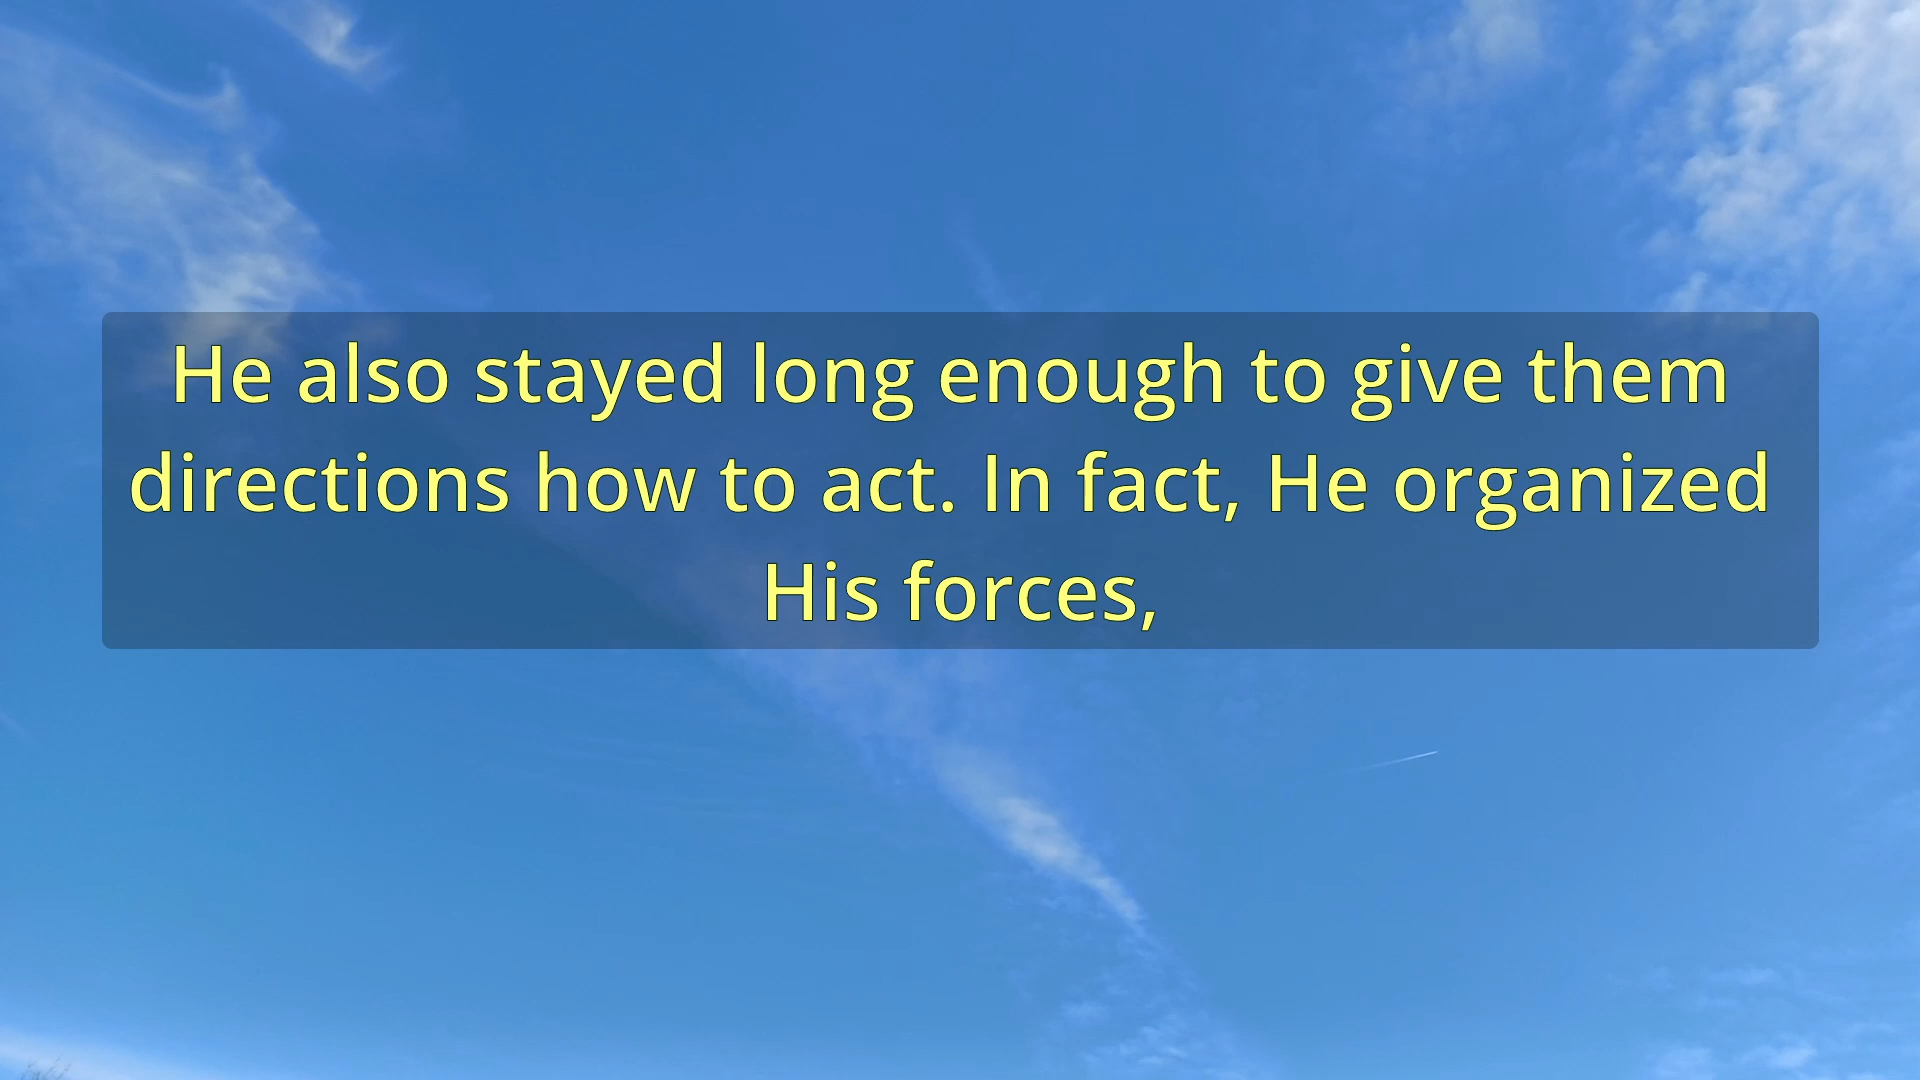 He also stayed long enough to give them
directions how to act. In fact, He organized
His forces,